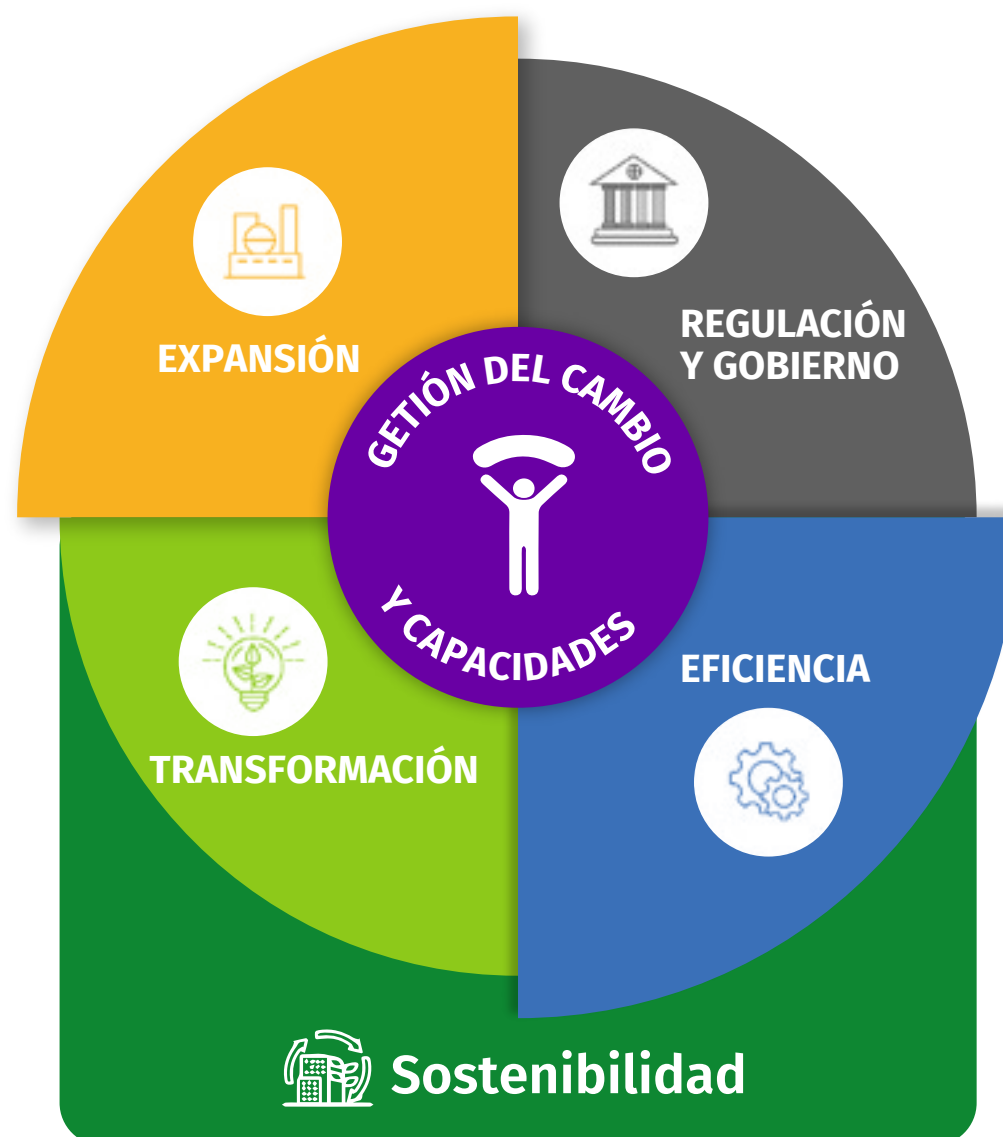 EXPANSIÓN
REGULACIÓN
Y GOBIERNO
GETIÓN DEL CAMBIO
Y CAPACIDADES
TRANSFORMACIÓN
EFICIENCIA
Sostenibilidad